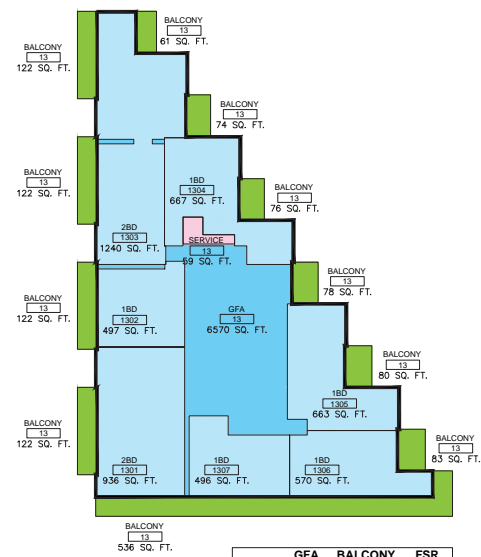 BALCONY
13
61 SQ. FT.
BALCONY
13
122 SQ. FT.
BALCONY
13
74 SQ. FT.
BALCONY
13
122 SQ. FT.
1BD
1304
667 SQ. FT.
BALCONY
13
76 SQ. FT.
2BD
1303
1240 SQ. FT.
SERVICE
13
59 SQ. FT.
BALCONY
13
78 SQ. FT.
BALCONY
13
122 SQ. FT.
1BD
1302
497 SQ. FT.
GFA
13
6570 SQ. FT.
BALCONY
13
80 SQ. FT.
1BD
1305
663 SQ. FT.
BALCONY
13
122 SQ. FT.
BALCONY
13
83 SQ. FT.
2BD
1301
936 SQ. FT.
1BD
1307
496 SQ. FT.
1BD
1306
570 SQ. FT.
BALCONY
13
536 SQ. FT.
GFA BALCONY FSR